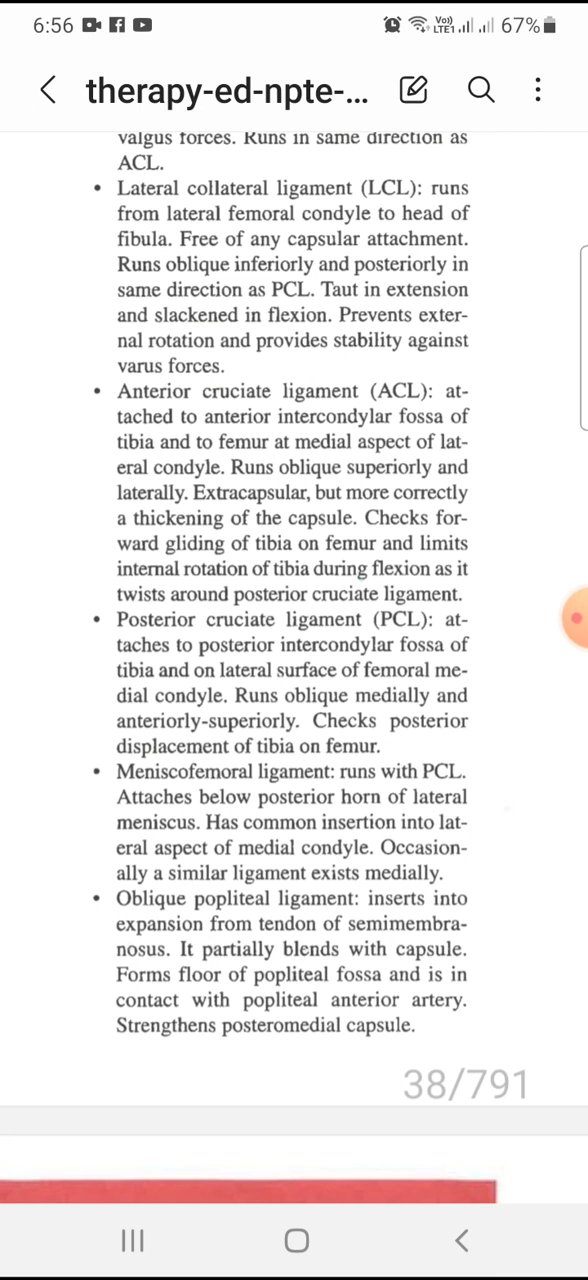 6:56
Vo)) LTE1 67%
therapy-ed-npte-...
valgus forces. Runs in same direction as
ACL.
• Lateral collateral ligament (LCL): runs
from lateral femoral condyle to head of
fibula. Free of any capsular attachment.
Runs oblique inferiorly and posteriorly in
same direction as PCL. Taut in extension
and slackened in flexion. Prevents exter-
nal rotation and provides stability against
varus forces.
• Anterior cruciate ligament (ACL): at-
tached to anterior intercondylar fossa of
tibia and to femur at medial aspect of lat-
eral condyle. Runs oblique superiorly and
laterally. Extracapsular, but more correctly
a thickening of the capsule. Checks for-
ward gliding of tibia on femur and limits
internal rotation of tibia during flexion as it
twists around posterior cruciate ligament.
• Posterior cruciate ligament (PCL): at-
taches to posterior intercondylar fossa of
tibia and on lateral surface of femoral me-
dial condyle. Runs oblique medially and
anteriorly-superiorly. Checks posterior
displacement of tibia on femur.
• Meniscofemoral ligament: runs with PCL.
Attaches below posterior horn of lateral
meniscus. Has common insertion into lat-
eral aspect of medial condyle. Occasion-
ally a similar ligament exists medially.
• Oblique popliteal ligament: inserts into
expansion from tendon of semimembra-
nosus. It partially blends with capsule.
Forms floor of popliteal fossa and is in
contact with popliteal anterior artery.
Strengthens posteromedial capsule.
38/791